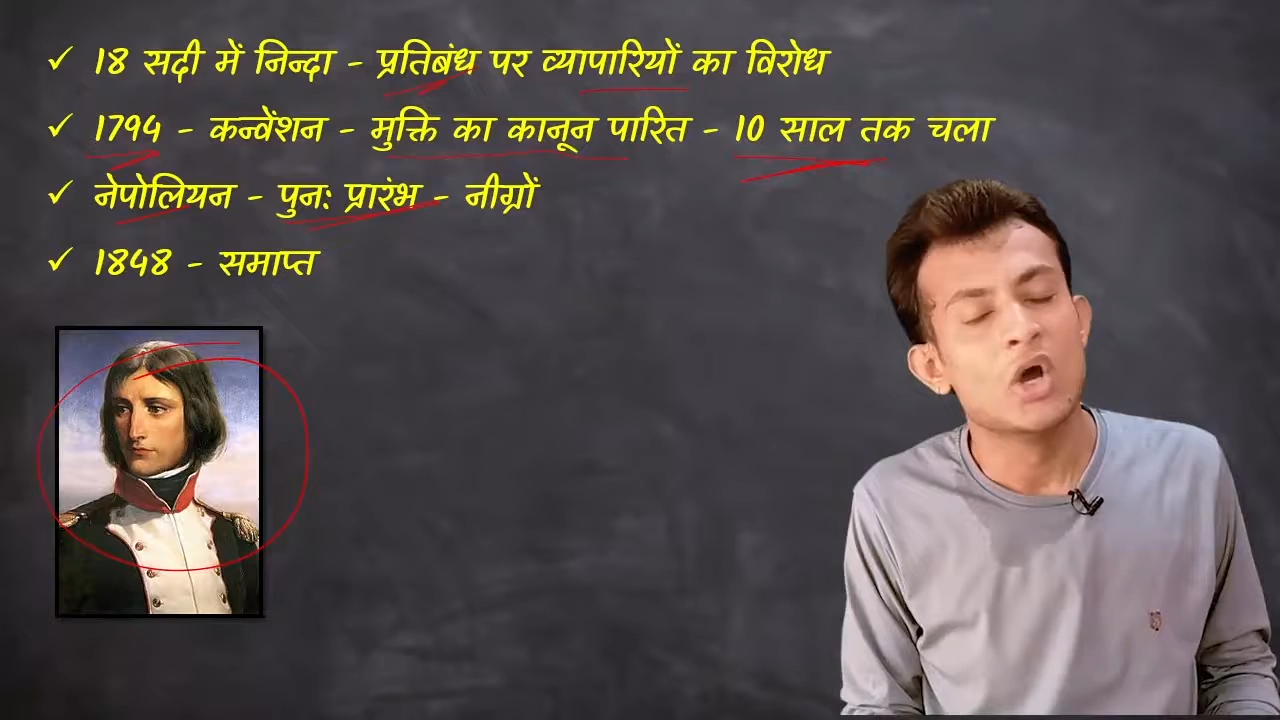 ✓ 18 सदी में निन्दा - प्रतिबंध पर व्यापारियों का विरोध
✓ 1794 - कन्वेंशन - मुक्ति का कानून पारित - 10 साल तक चला
✓ नेपोलियन - पुनः प्रारंभ - नीग्रों
✓ 1848 - समाप्त